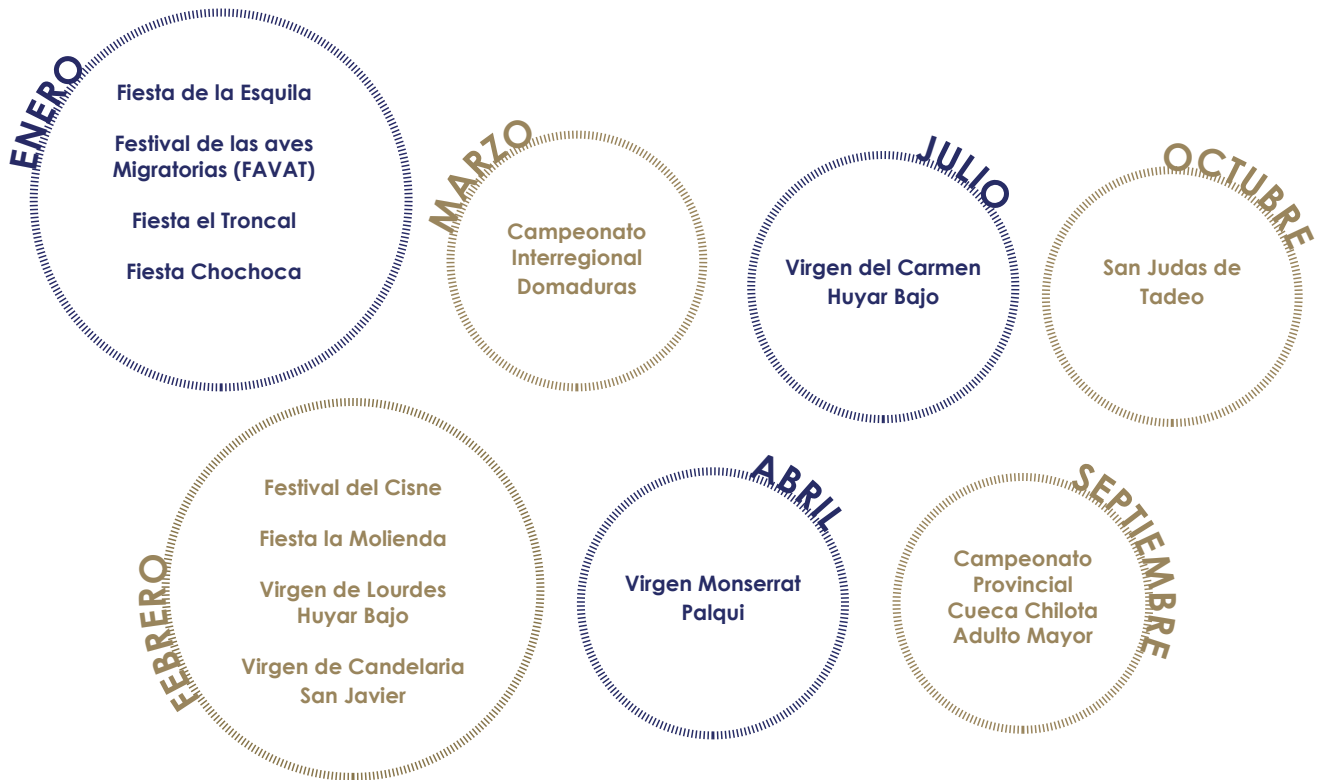 ENERO
Fiesta de la Esquila
Festival de las aves
Migratorias (FAVAT)
Fiesta el Troncal
Fiesta Chochoca
MARZO
Campeonato
Interregional
Domaduras
JULIO
Virgen del Carmen
Huyar Bajo
OCTUBRE
San Judas de
Tadeo
FEBRERO
Festival del Cisne
Fiesta la Molienda
Virgen de Lourdes
Huyar Bajo
Virgen de Candelaria
San Javier
ABRIL
Virgen Monserrat
Palqui
SEPTIEMBRE
Campeonato
Provincial
Cueca Chilota
Adulto Mayor